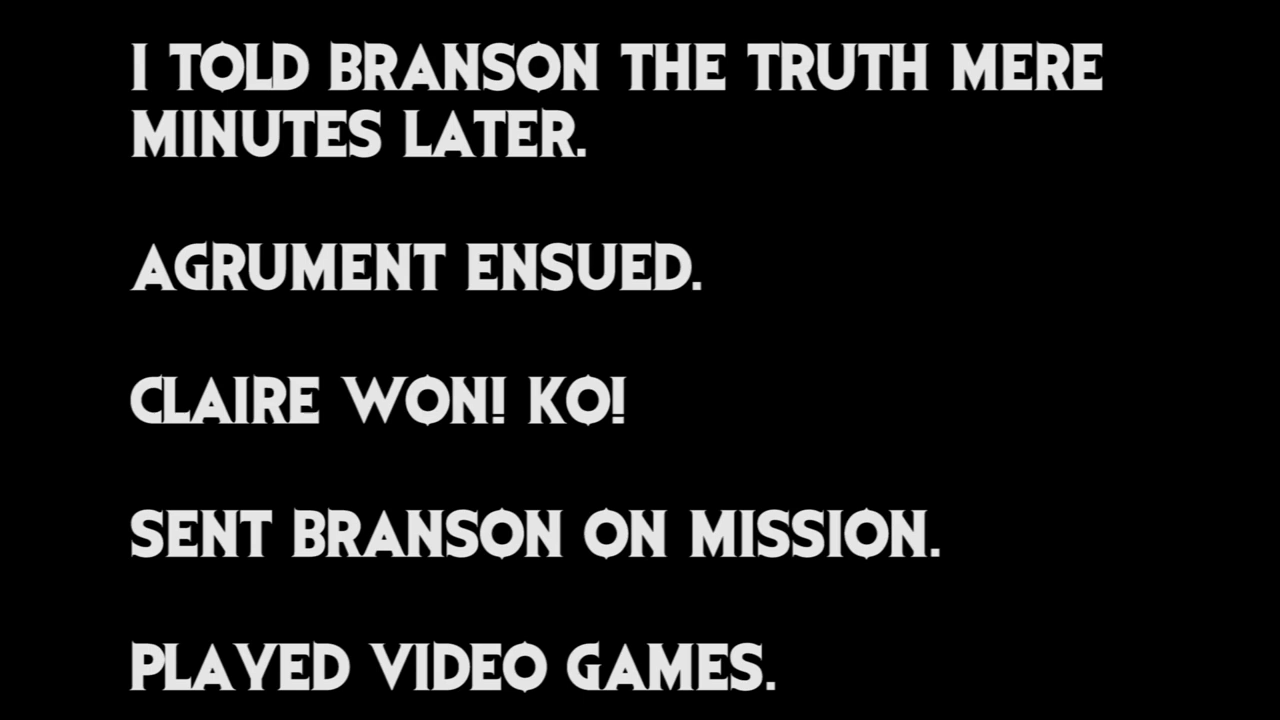 I TOLD BRANSON THE TRUTH MERE
MINUTES LATER.
AGRUMENT ENSUED.
CLAIRE WON! KO!
SENT BRANSON ON MISSION.
PLAYED VIDEO GAMES.